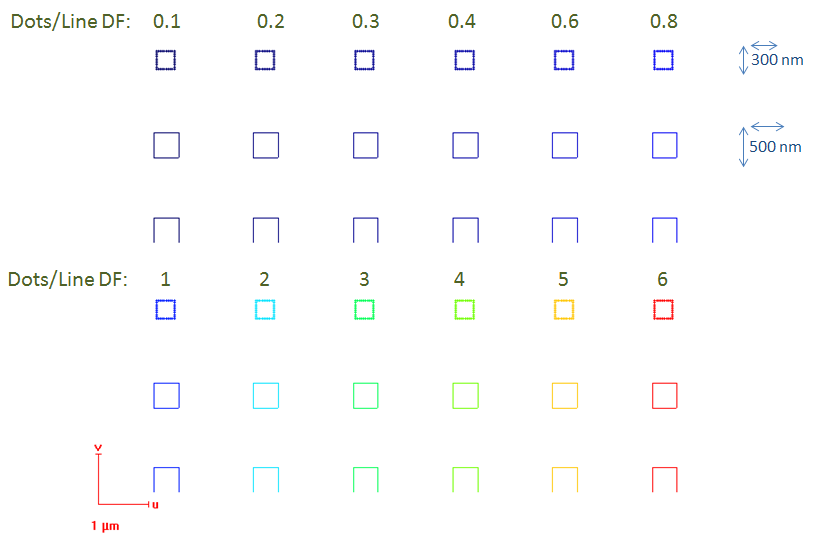 Dots/Line DF: 0.1 0.2 0.3 0.4 0.6 0.8
300 nm
500 nm
Dots/Line DF: 1 2 3 4 5 6
v
u
1 µm